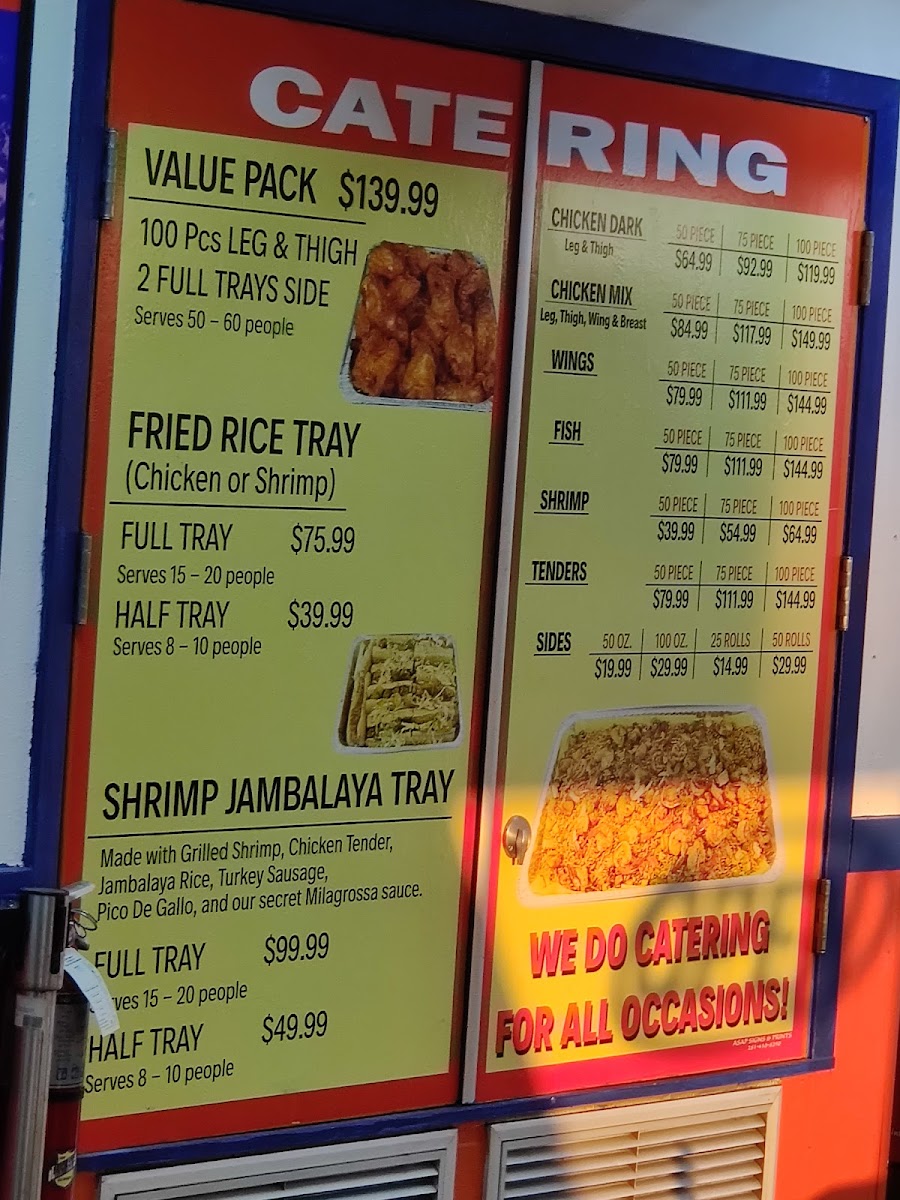 CATERING
VALUE PACK $139.99
100 Pcs LEG & THIGH
2 FULL TRAYS SIDE
Serves 50 – 60 people
FRIED RICE TRAY
(Chicken or Shrimp)
FULL TRAY $75.99
Serves 15 – 20 people
HALF TRAY $39.99
Serves 8 – 10 people
SHRIMP JAMBALAYA TRAY
Made with Grilled Shrimp, Chicken Tender,
Jambalaya Rice, Turkey Sausage,
Pico De Gallo, and our secret Milagrossa sauce.
FULL TRAY $99.99
ves 15 – 20 people
HALF TRAY $49.99
Serves 8 – 10 people
CHICKEN DARK 50 PIECE 75 PIECE 100 PIECE
Leg & Thigh $64.99 $92.99 $119.99
CHICKEN MIX 50 PIECE 75 PIECE 100 PIECE
Leg, Thigh, Wing & Breast $84.99 $117.99 $149.99
WINGS 50 PIECE 75 PIECE 100 PIECE
$79.99 $111.99 $144.99
FISH 50 PIECE 75 PIECE 100 PIECE
$79.99 $111.99 $144.99
SHRIMP 50 PIECE 75 PIECE 100 PIECE
$39.99 $54.99 $64.99
TENDERS 50 PIECE 75 PIECE 100 PIECE
$79.99 $111.99 $144.99
SIDES 50 OZ. 100 OZ. 25 ROLLS 50 ROLLS
$19.99 $29.99 $14.99 $29.99
WE DO CATERING
FOR ALL OCCASIONS!
ASAP SIGNS & PRINTS